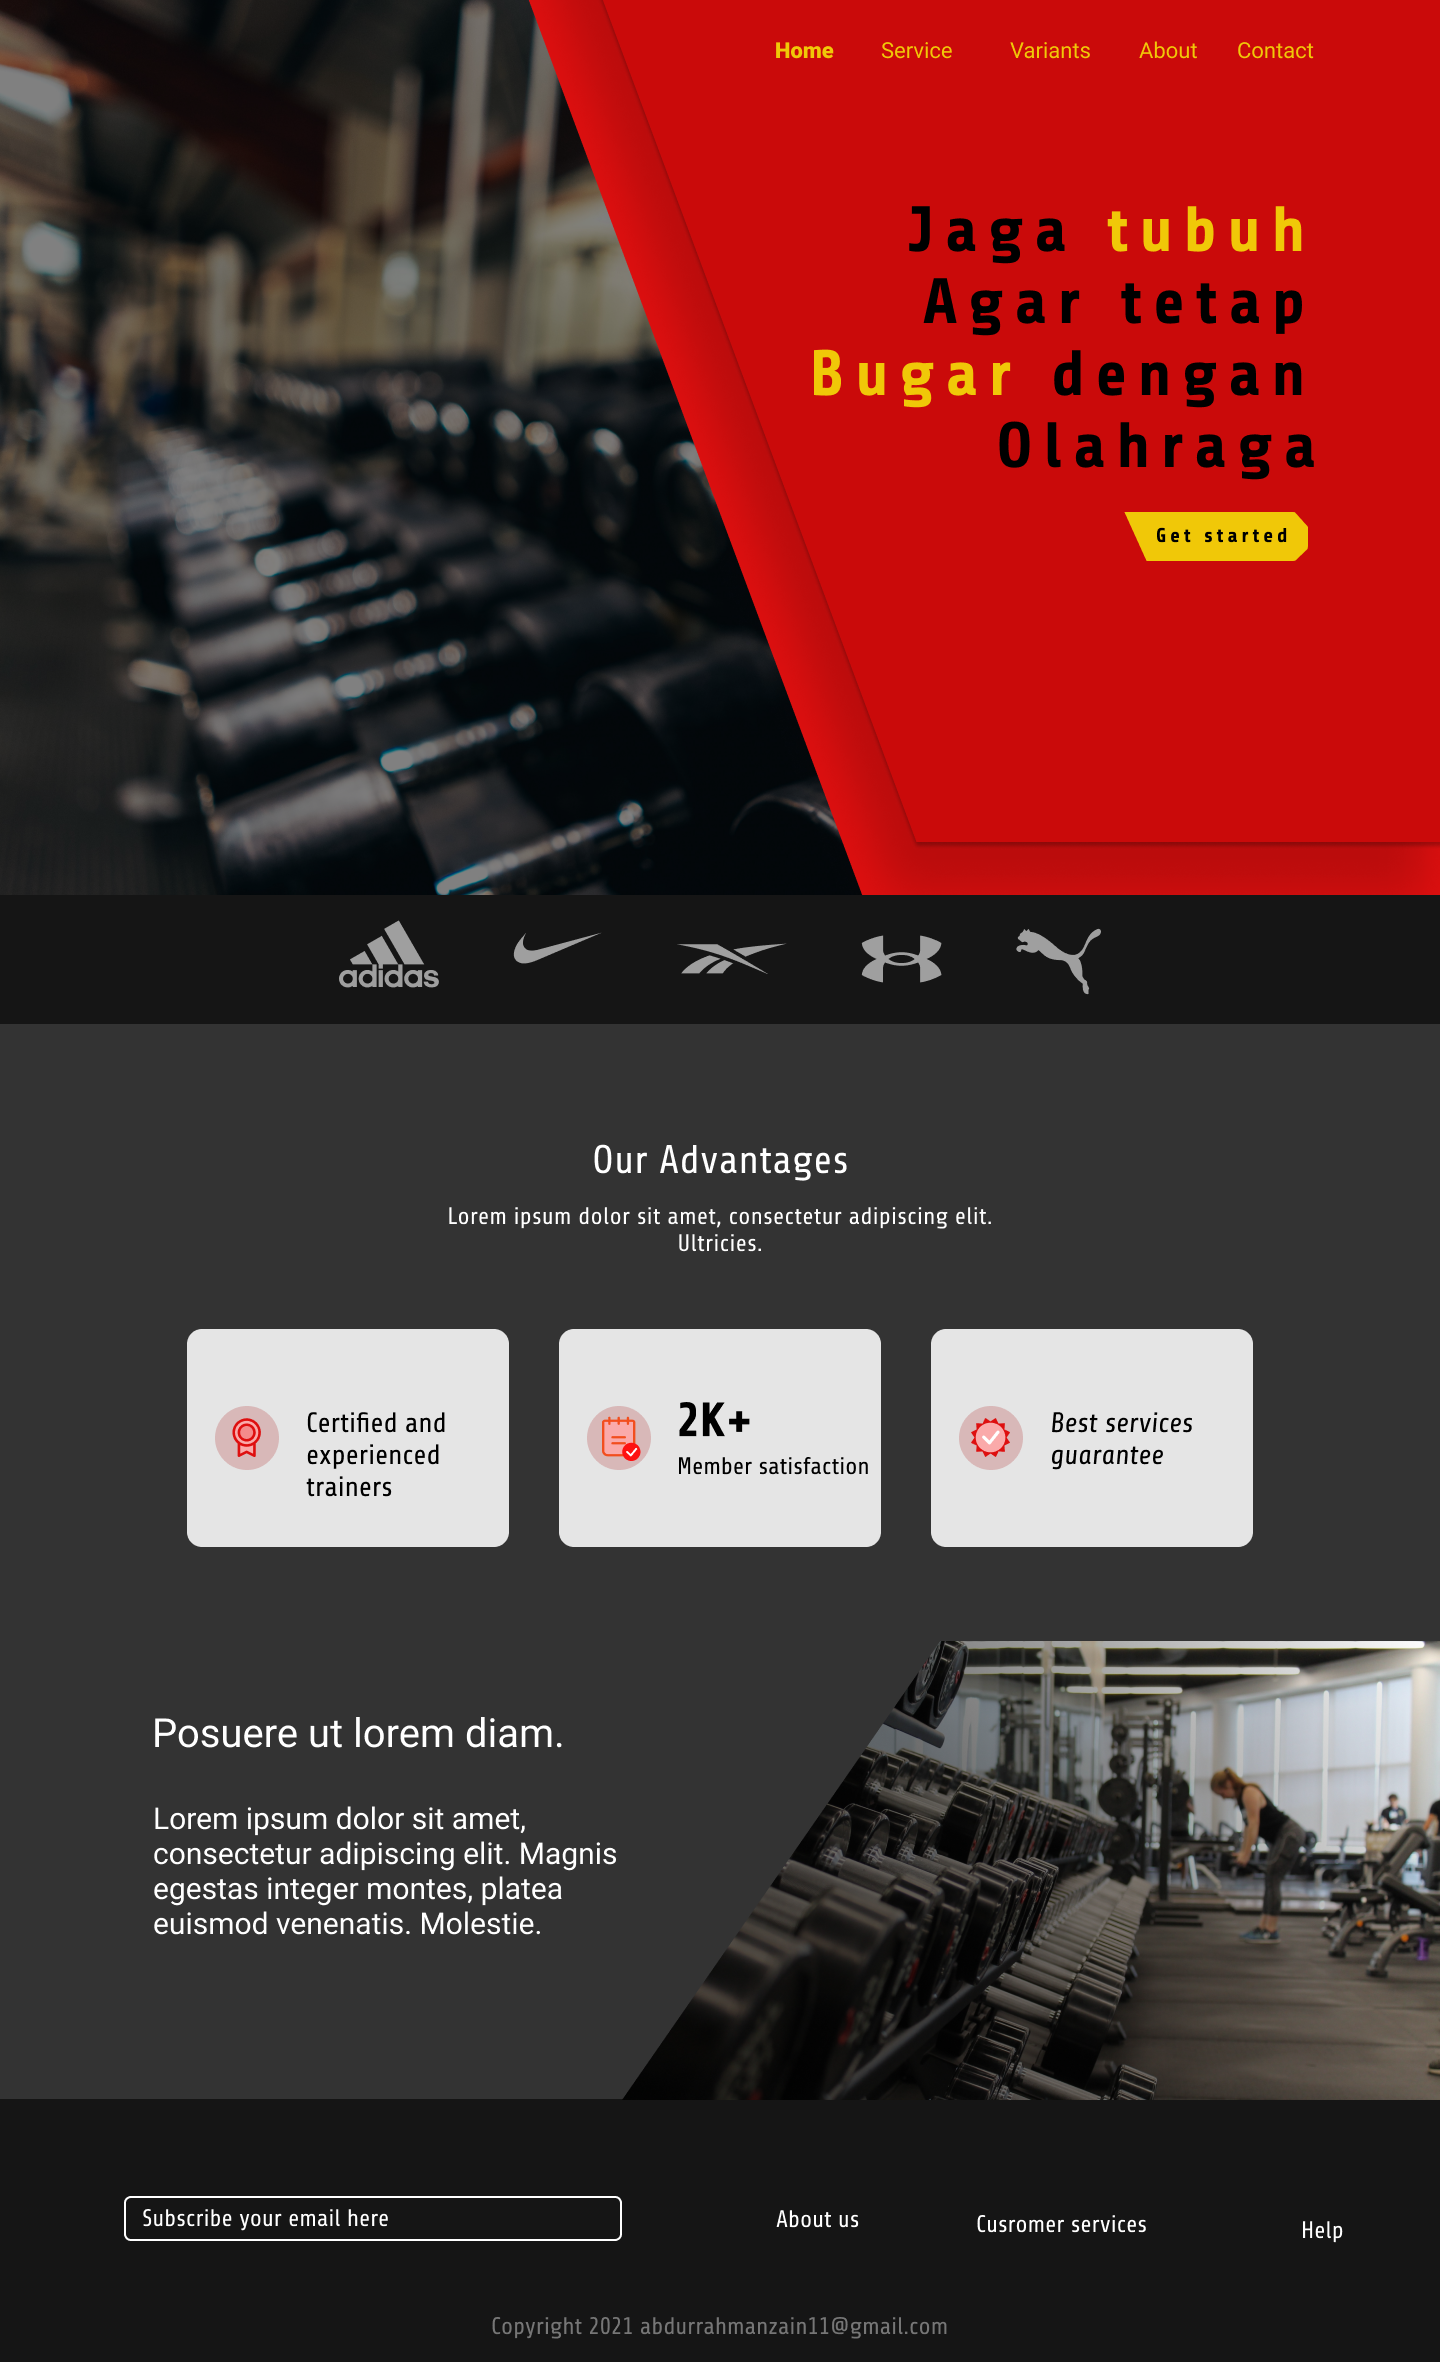 Home Service Variants About Contact
Jaga tubuh
Agar tetap
Bugar dengan
Olahraga
Get started
adidas
Our Advantages
Lorem ipsum dolor sit amet, consectetur adipiscing elit.
Ultricies.
Certified and
experienced
trainers
2K+
Member satisfaction
Best services
guarantee
Posuere ut lorem diam.
Lorem ipsum dolor sit amet,
consectetur adipiscing elit. Magnis
egestas integer montes, platea
euismod venenatis. Molestie.
Subscribe your email here
About us
Cusromer services
Help
Copyright 2021 abdurrahmanzain11@gmail.com